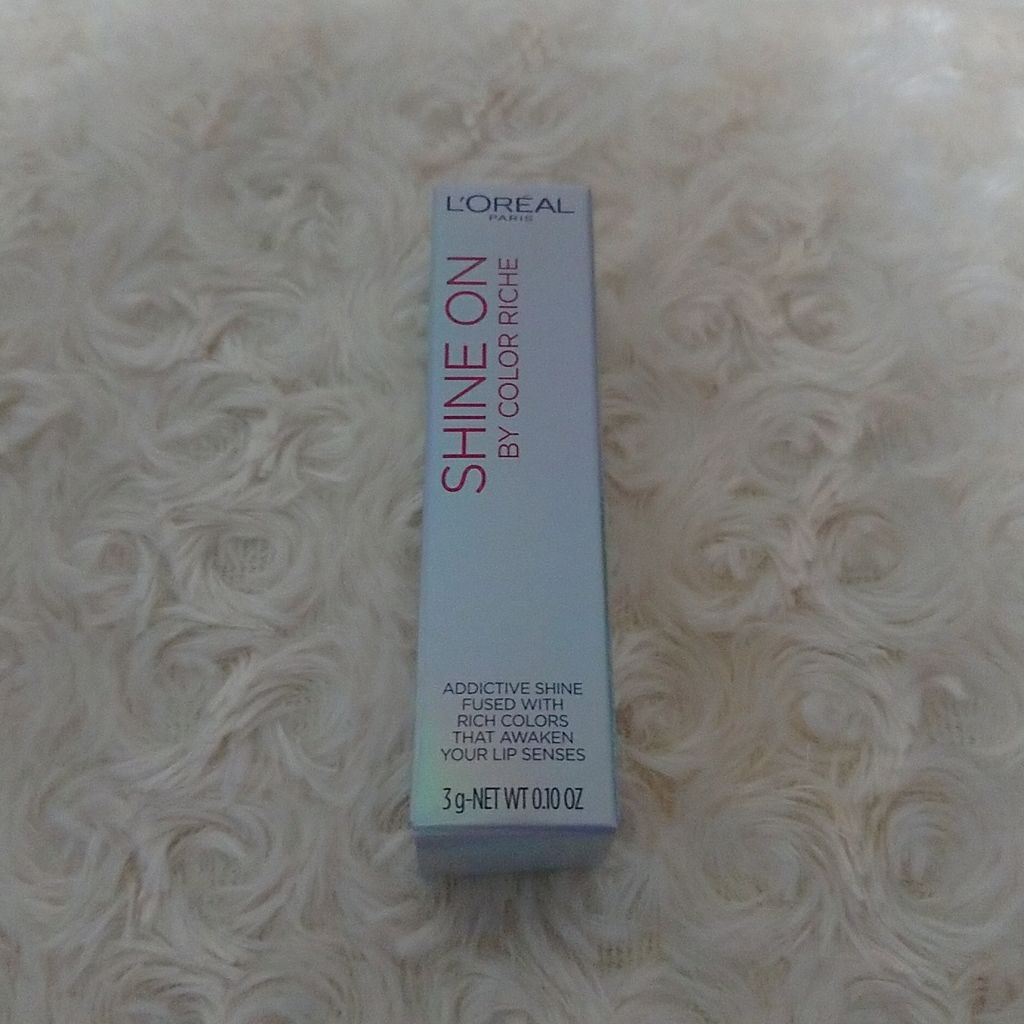 L'ORÉAL
PARIS
SHINE ON
BY COLOR RICHE
ADDICTIVE SHINE
FUSED WITH
RICH COLORS
THAT AWAKEN
YOUR LIP SENSES
3 g-NET WT 0.10 OZ